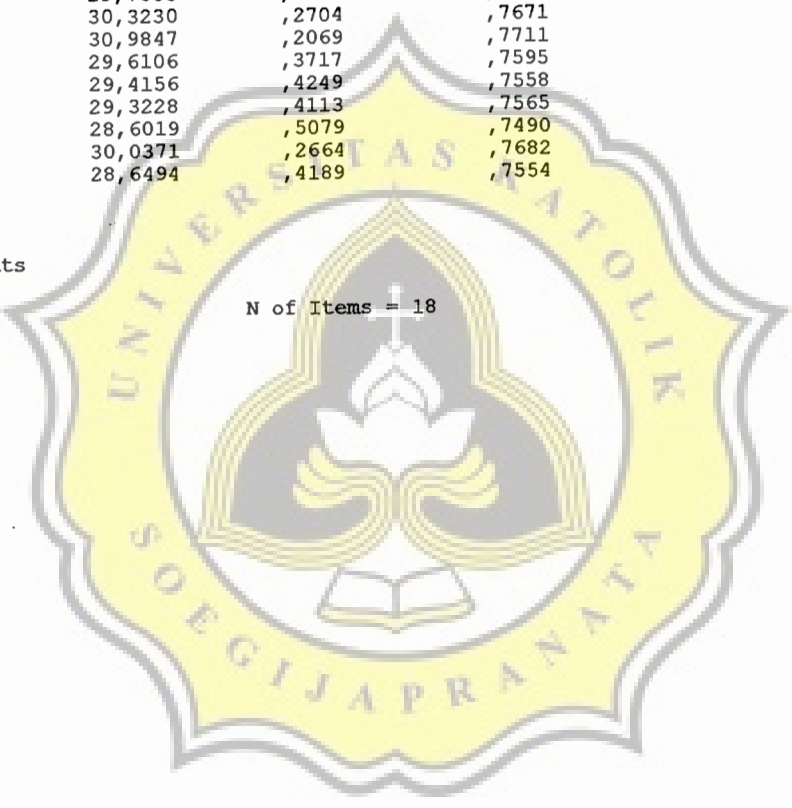 30,3230 ,2704 ,7671
30,9847 ,2069 ,7711
29,6106 ,3717 ,7595
29,4156 ,4249 ,7558
29,3228 ,4113 ,7565
28,6019 ,5079 ,7490
30,0371 ,2664 ,7682
28,6494 ,4189 ,7554
N of Items = 18
UNIVERSITAS KATOLIK
SOEGIJAPRANATA